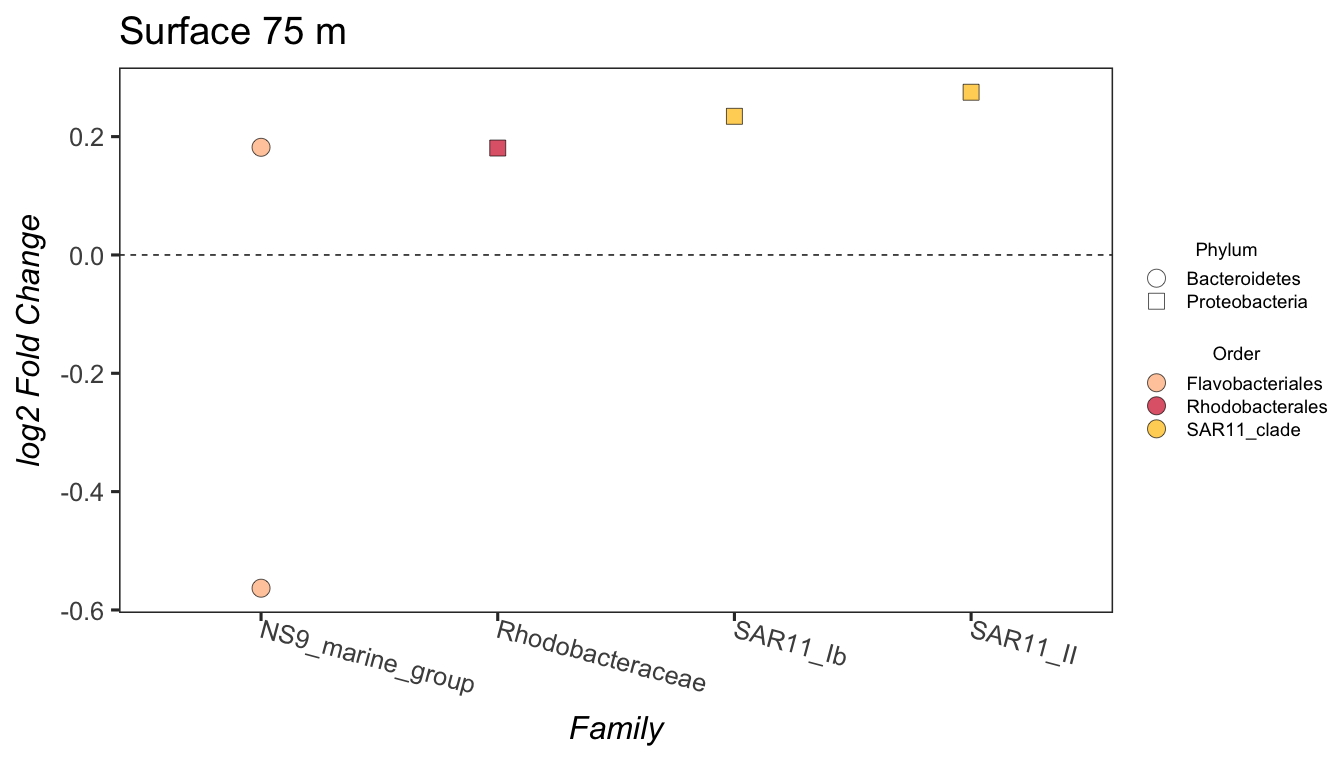 Surface 75 m
log2 Fold Change
0.2
0.0
-0.2
-0.4
-0.6
NS9_marine_group
Rhodobacteraceae
SAR11_Ib
SAR11_II
Family
Phylum
Bacteroidetes
Proteobacteria
Order
Flavobacteriales
Rhodobacterales
SAR11_clade